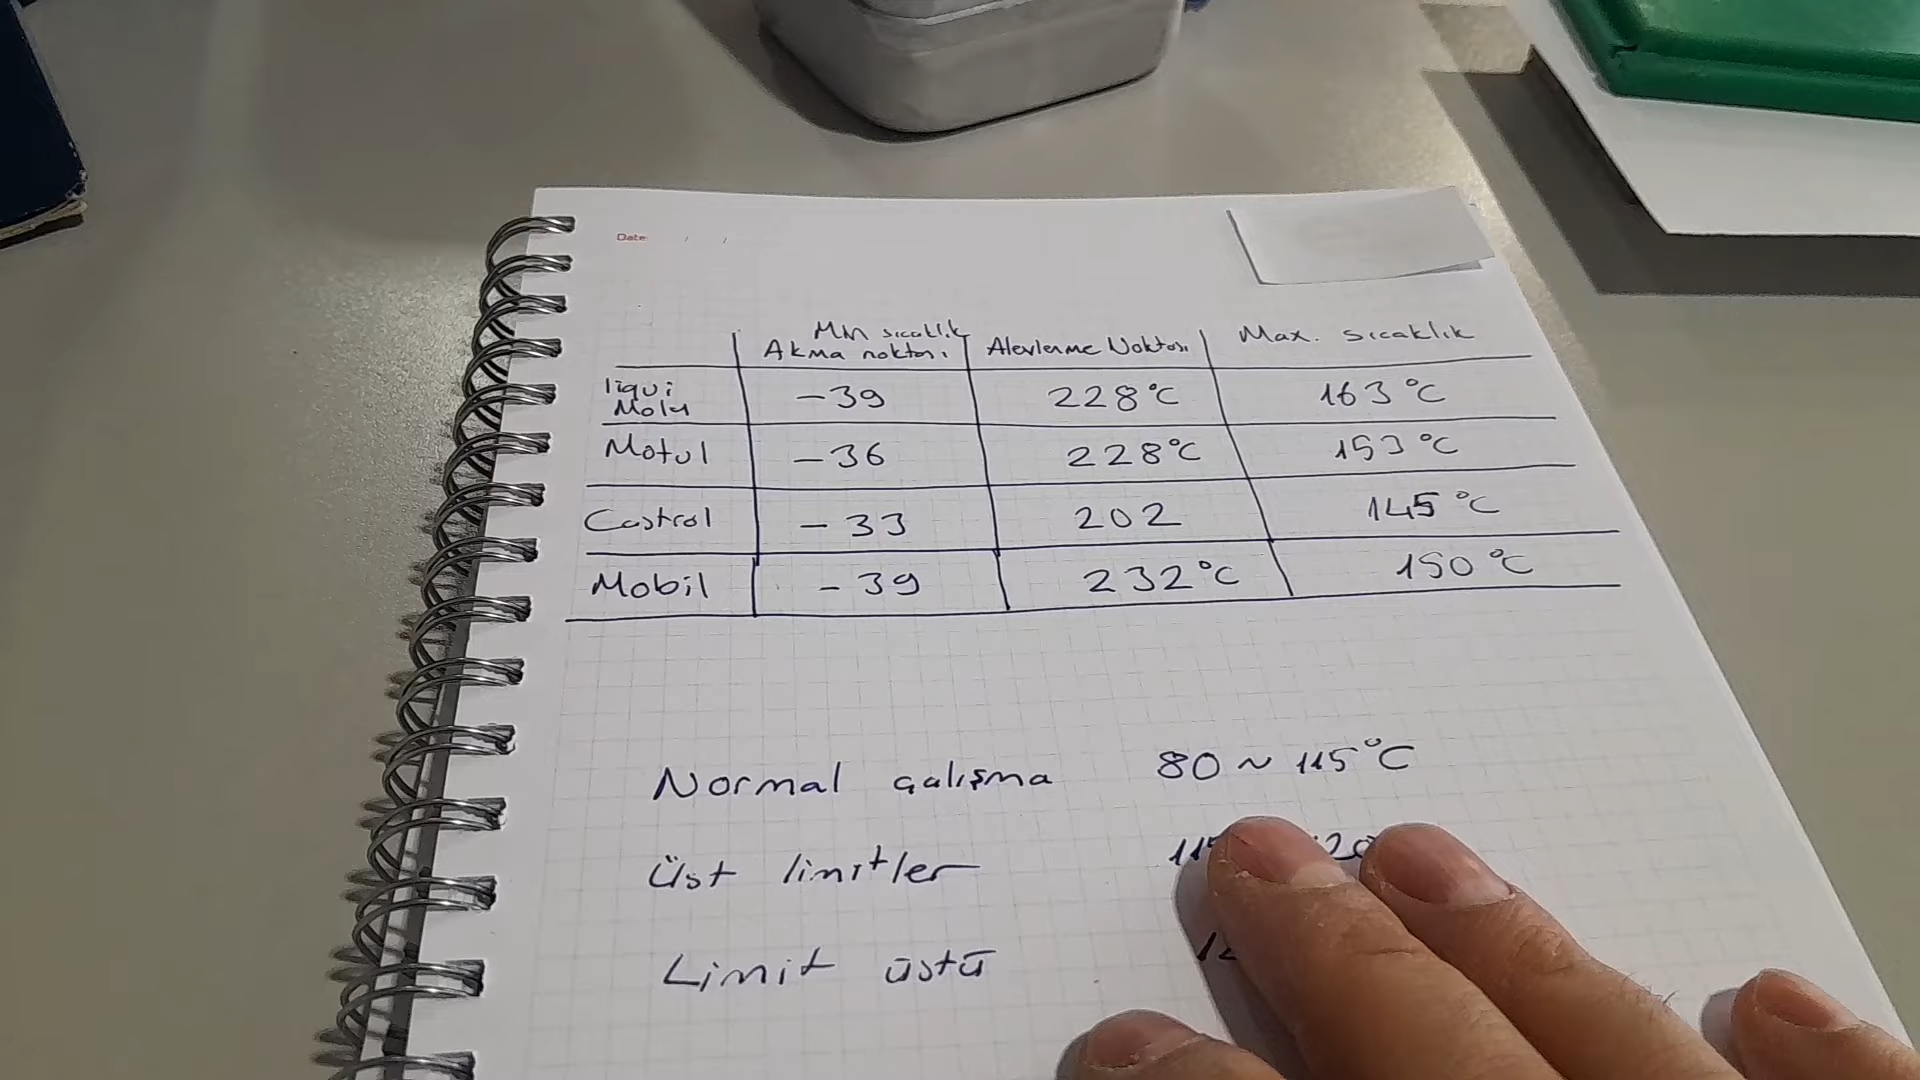 Date / /
Min sıcaklık
Akma noktası Alevlenme Noktası Max. sıcaklık
liqui
Moly -39 228°C 163°C
Motul -36 228°C 153°C
Castrol -33 202 145°C
Mobil -39 232°C 150°C
Normal çalışma 80 ~ 115°C
Üst limitler
Limit üstü